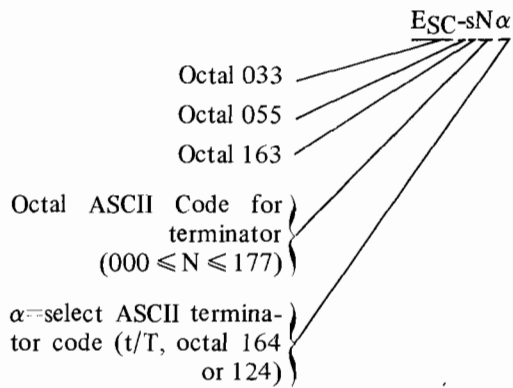 ESC-sNα
Octal 033
Octal 055
Octal 163
Octal ASCII Code for
terminator
(000 ⩽ N ⩽ 177)
α=select ASCII termina-
tor code (t/T, octal 164
or 124)